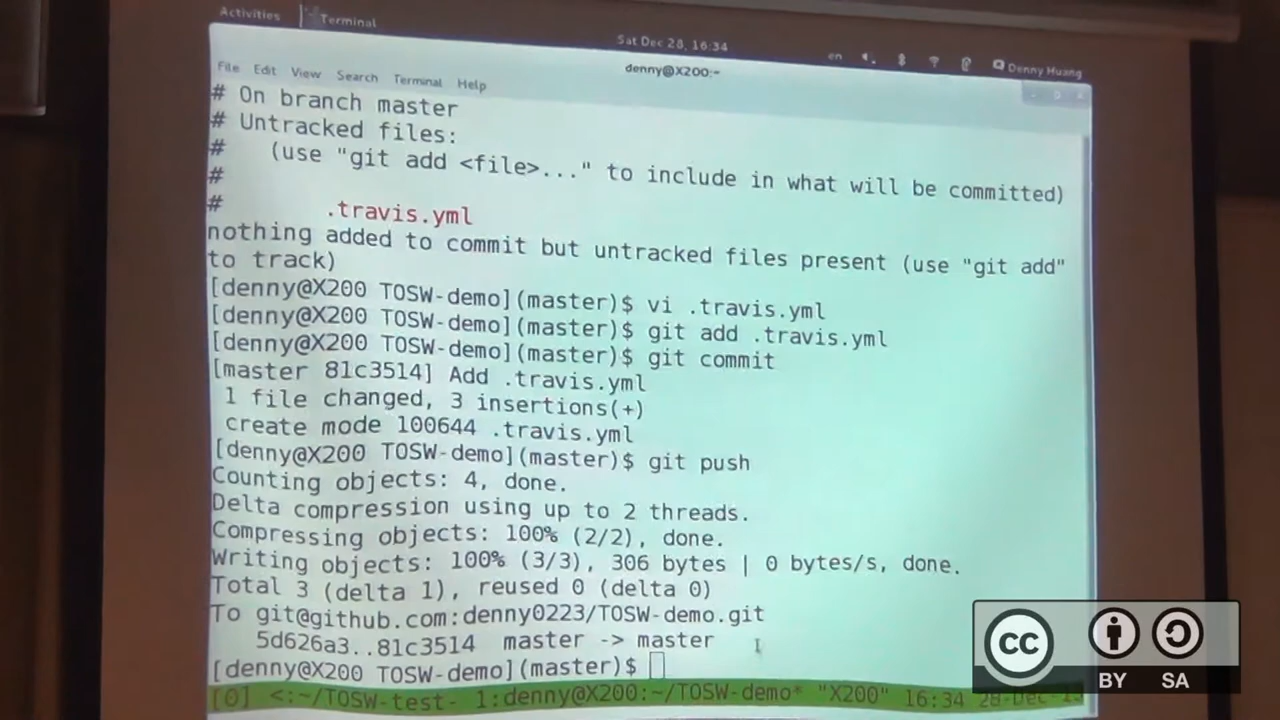 Activities Terminal
Sat Dec 28, 16:34
en Denny Huang
denny@X200:~
File Edit View Search Terminal Help
# On branch master
# Untracked files:
#   (use "git add <file>..." to include in what will be committed)
#
#       .travis.yml
nothing added to commit but untracked files present (use "git add"
to track)
[denny@X200 TOSW-demo](master)$ vi .travis.yml
[denny@X200 TOSW-demo](master)$ git add .travis.yml
[denny@X200 TOSW-demo](master)$ git commit
[master 81c3514] Add .travis.yml
 1 file changed, 3 insertions(+)
 create mode 100644 .travis.yml
[denny@X200 TOSW-demo](master)$ git push
Counting objects: 4, done.
Delta compression using up to 2 threads.
Compressing objects: 100% (2/2), done.
Writing objects: 100% (3/3), 306 bytes | 0 bytes/s, done.
Total 3 (delta 1), reused 0 (delta 0)
To git@github.com:denny0223/TOSW-demo.git
   5d626a3..81c3514  master -> master
[denny@X200 TOSW-demo](master)$
[0] <:~/TOSW-test- 1:denny@X200:~/TOSW-demo* "X200" 16:34 28-Dec-13
cc
BY SA